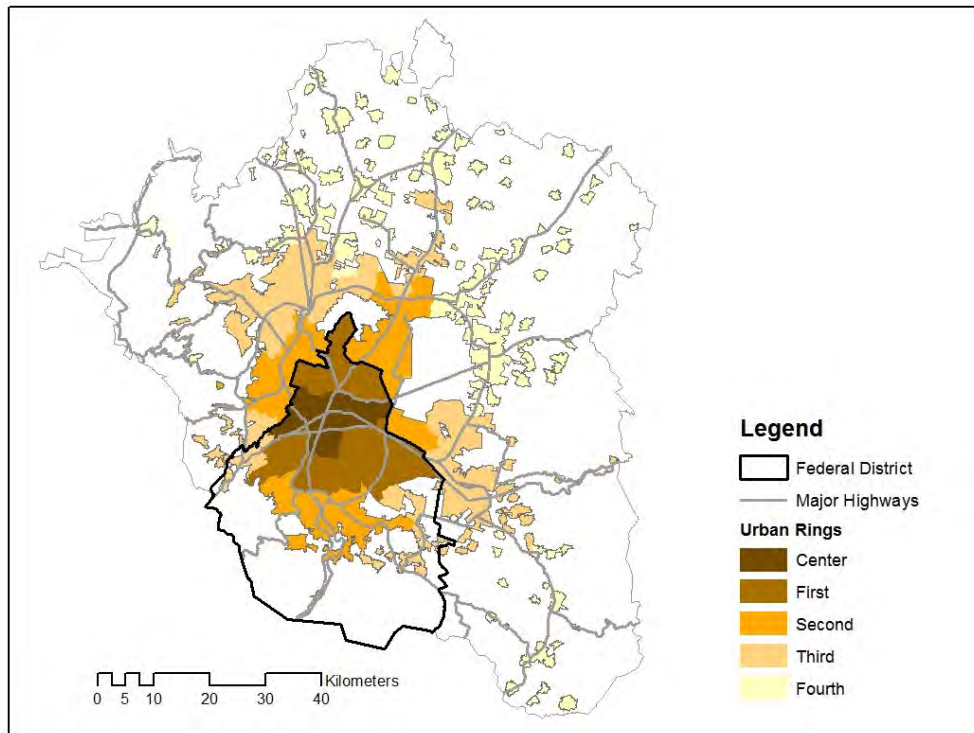 Legend
Federal District
Major Highways
Urban Rings
Center
First
Second
Third
Fourth
Kilometers
0 5 10 20 30 40